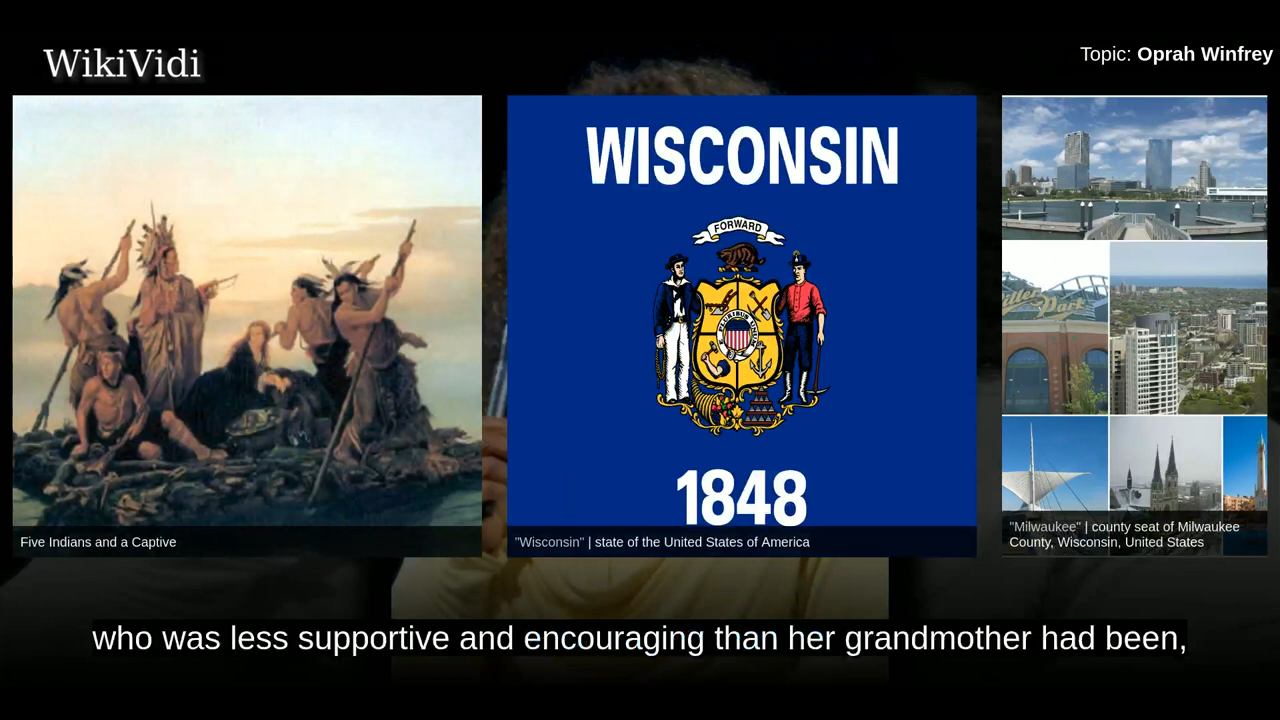 WikiVidi
Topic: Oprah Winfrey
WISCONSIN
FORWARD
1848
Miller Park
Five Indians and a Captive
"Wisconsin" | state of the United States of America
"Milwaukee" | county seat of Milwaukee
County, Wisconsin, United States
who was less supportive and encouraging than her grandmother had been,